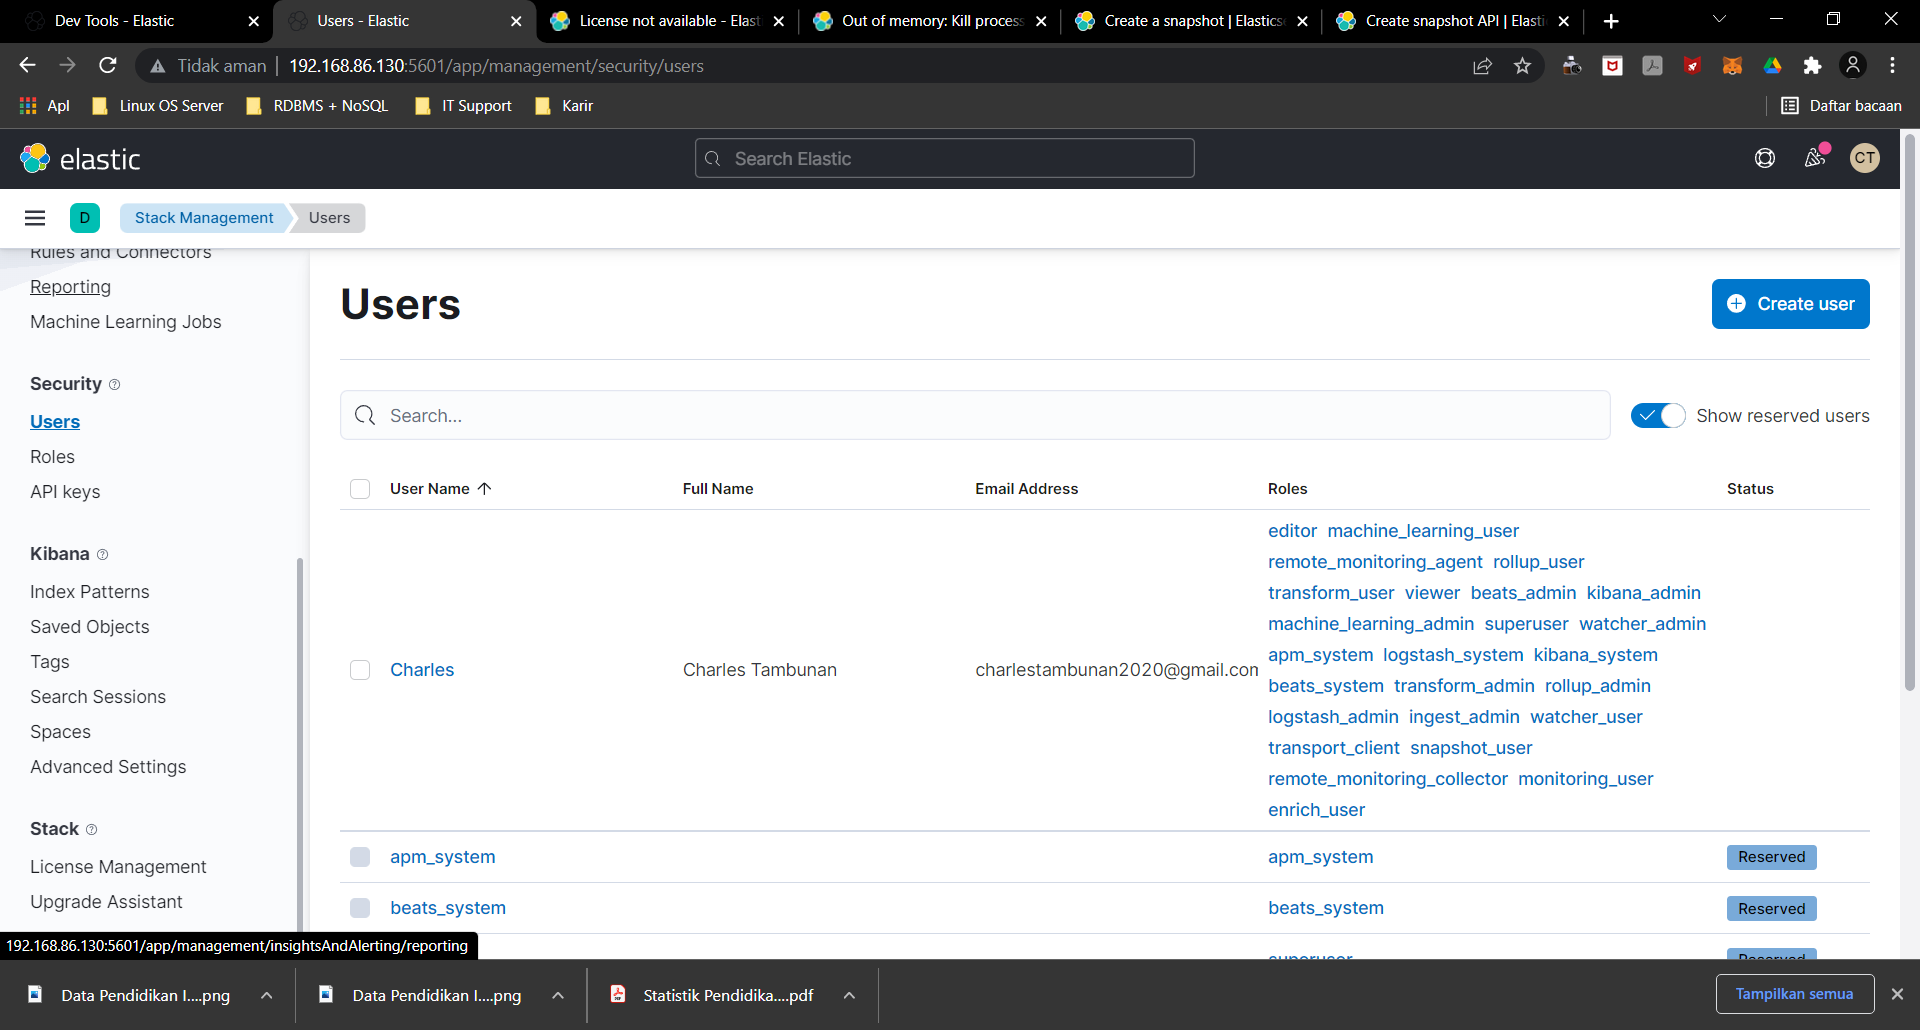 Dev Tools - Elastic
Users - Elastic
License not available - Elast
Out of memory: Kill process
Create a snapshot | Elasticse
Create snapshot API | Elasti
Tidak aman
192.168.86.130:5601/app/management/security/users
Apl
Linux OS Server
RDBMS + NoSQL
IT Support
Karir
Daftar bacaan
elastic
Search Elastic
CT
D
Stack Management
Users
Rules and Connectors
Reporting
Machine Learning Jobs
Security
Users
Roles
API keys
Kibana
Index Patterns
Saved Objects
Tags
Search Sessions
Spaces
Advanced Settings
Stack
License Management
Upgrade Assistant
192.168.86.130:5601/app/management/insightsAndAlerting/reporting
Users
Create user
Search...
Show reserved users
User Name
Full Name
Email Address
Roles
Status
Charles
Charles Tambunan
charlestambunan2020@gmail.com
editor machine_learning_user
remote_monitoring_agent rollup_user
transform_user viewer beats_admin kibana_admin
machine_learning_admin superuser watcher_admin
apm_system logstash_system kibana_system
beats_system transform_admin rollup_admin
logstash_admin ingest_admin watcher_user
transport_client snapshot_user
remote_monitoring_collector monitoring_user
enrich_user
apm_system
apm_system
Reserved
beats_system
beats_system
Reserved
superuser
Reserved
Data Pendidikan I....png
Data Pendidikan I....png
Statistik Pendidika....pdf
Tampilkan semua